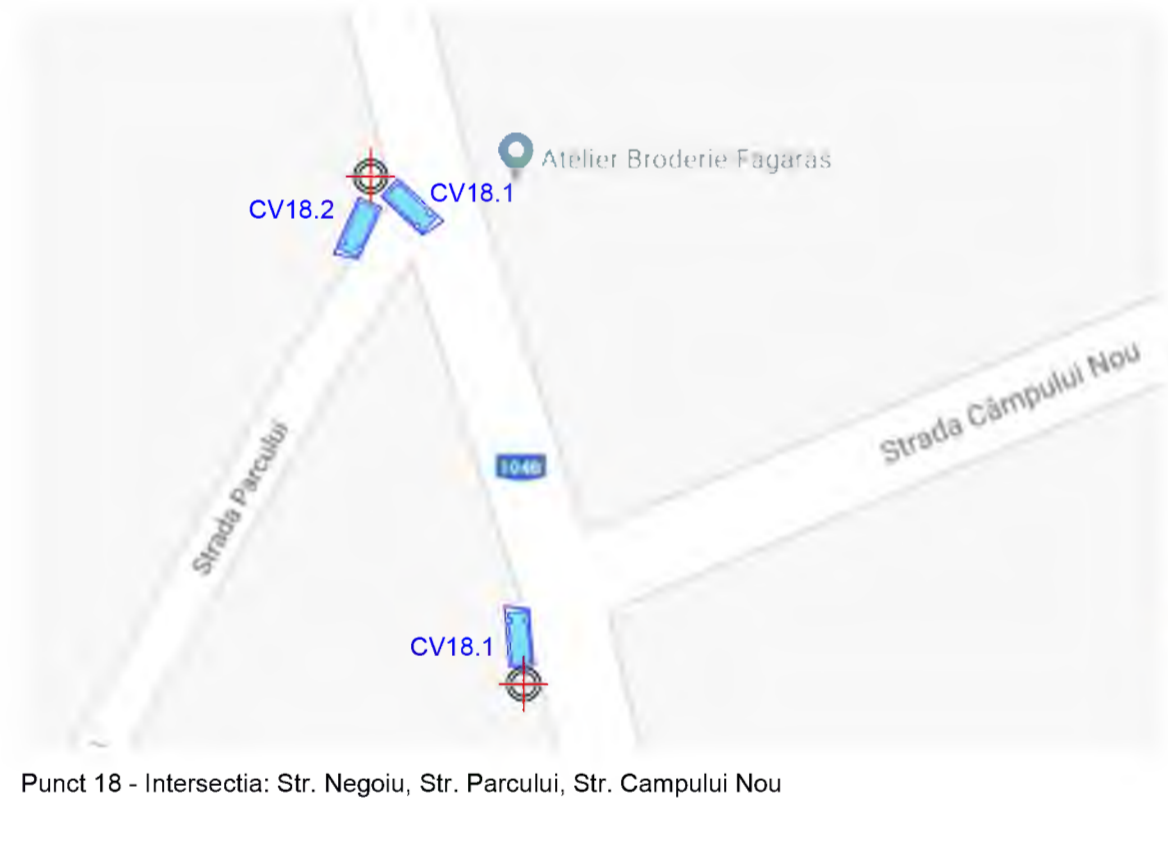 Atelier Broderie Fagaras
CV18.1
CV18.2
Strada Câmpului Nou
Strada Parcului
CV18.1
Punct 18 - Intersectia: Str. Negoiu, Str. Parcului, Str. Campului Nou